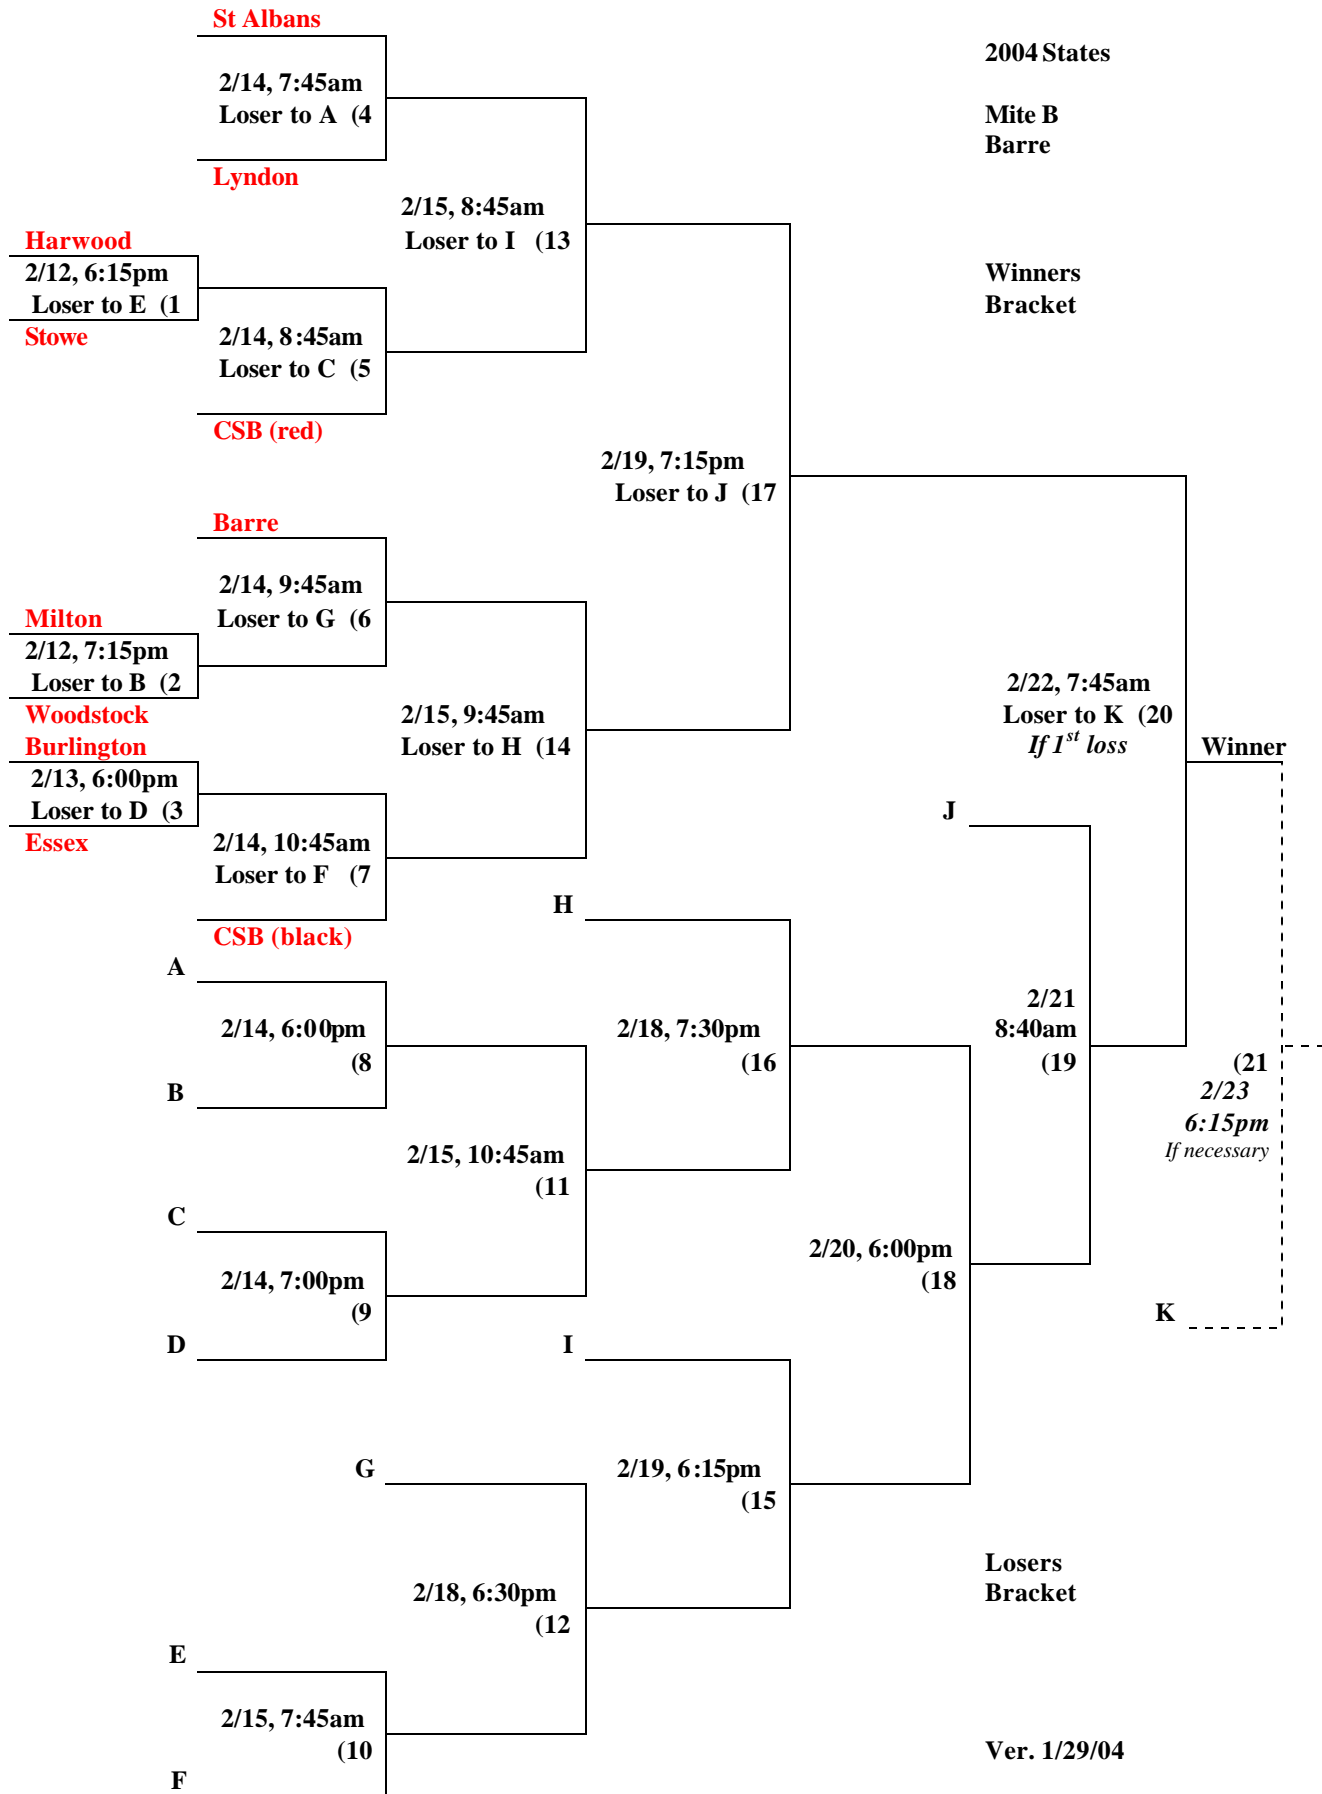 St Albans
2004 States
2/14, 7:45am
Loser to A (4
Mite B
Barre
Lyndon
2/15, 8:45am
Loser to I (13
Harwood
2/12, 6:15pm
Loser to E (1
Stowe
Winners
Bracket
2/14, 8:45am
Loser to C (5
CSB (red)
2/19, 7:15pm
Loser to J (17
Barre
2/14, 9:45am
Loser to G (6
Milton
2/12, 7:15pm
Loser to B (2
Woodstock
2/15, 9:45am
Loser to H (14
2/22, 7:45am
Loser to K (20
If 1st loss
Winner
Burlington
2/13, 6:00pm
Loser to D (3
Essex
J
2/14, 10:45am
Loser to F (7
CSB (black)
H
A
2/14, 6:00pm
(8
B
2/18, 7:30pm
(16
2/21
8:40am
(19
(21
2/23
6:15pm
If necessary
2/15, 10:45am
(11
C
2/14, 7:00pm
(9
D
2/20, 6:00pm
(18
K
I
G
2/19, 6:15pm
(15
Losers
Bracket
2/18, 6:30pm
(12
E
2/15, 7:45am
(10
F
Ver. 1/29/04